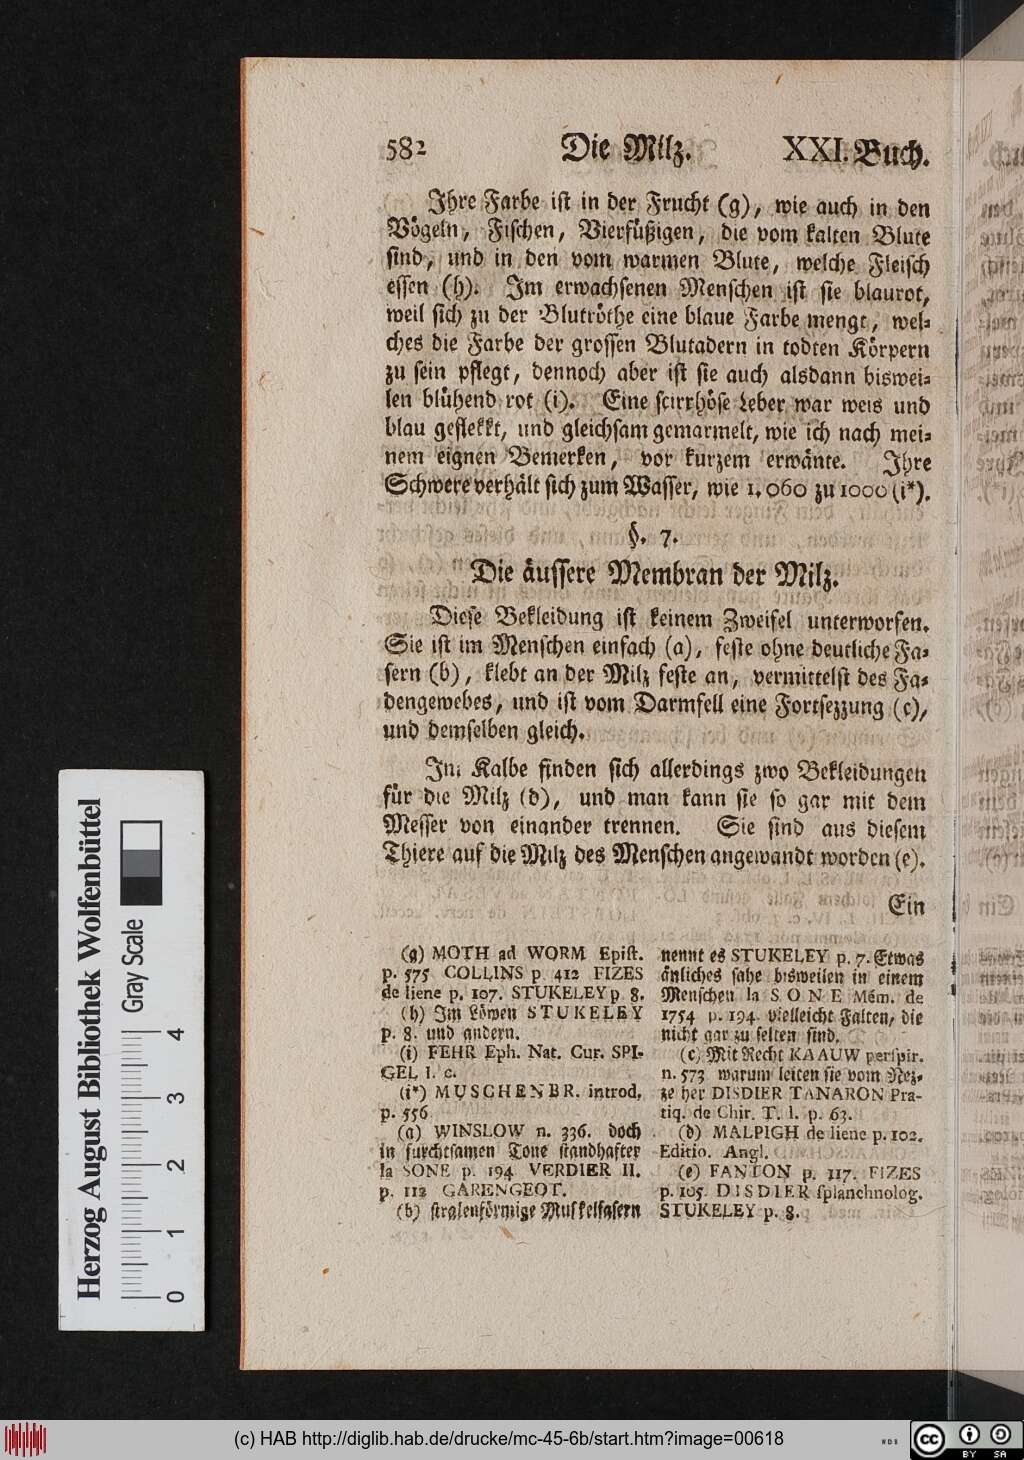 582 Die Milz. XXI. Buch.
Ihre Farbe ist in der Frucht (g), wie auch in den
Vögeln, Fischen, Vierfüßigen, die vom kalten Blute
sind, und in den vom warmen Blute, welche Fleisch
essen (h). Im erwachsenen Menschen ist sie blaurot,
weil sich zu der Blutröthe eine blaue Farbe mengt, wel-
ches die Farbe der grossen Blutadern in todten Körpern
zu sein pflegt, dennoch aber ist sie auch alsdann biswei-
len blühend rot (i). Eine scirrhöse Leber war weis und
blau geflekkt, und gleichsam gemarmelt, wie ich nach mei-
nem eignen Bemerken, vor kurzem erwänte. Ihre
Schwere verhält sich zum Wasser, wie 1.060 zu 1000 (i*).
§. 7.
Die äussere Membran der Milz.
Diese Bekleidung ist keinem Zweifel unterworfen.
Sie ist im Menschen einfach (a), feste ohne deutliche Fa-
sern (b), klebt an der Milz feste an, vermittelst des Fa-
dengewebes, und ist vom Darmfell eine Fortsezzung (c),
und demselben gleich.
Im Kalbe finden sich allerdings zwo Bekleidungen
für die Milz (d), und man kann sie so gar mit dem
Messer von einander trennen. Sie sind aus diesem
Thiere auf die Milz des Menschen angewandt worden (e).
Ein
(g) MOTH ad WORM Epist.
p. 575 COLLINS p. 412 FIZES
de liene p. 107. STUKELEY p 8.
(h) Im Löwen STUKELEY
p. 8. und andern.
(i) FEHR Eph. Nat. Cur. SPI-
GEL l. c.
(i*) MUSCHENBR. introd.
p. 556
(a) WINSLOW n. 336. doch
in furchtsamen Tone standhafter
la SONE p. 194 VERDIER II.
p. 112 GARENGEOT.
(b) stralenförmige Muskelfasern
nennt es STUKELEY p. 7. Etwas
änliches sahe bisweilen in einem
Menschen la SONE Mém. de
1754 p. 194. vielleicht Falten, die
nicht gar zu selten sind.
(c) Mit Recht KAAUW perspir.
n. 573 warum leiten sie vom Nez-
ze her DISDIER TANARON Pra-
tiq. de Chir. T. I. p. 63.
(d) MALPIGH de liene p. 102.
Editio. Angl.
(e) FANTON p. 117. FIZES
p. 105. DISDIER splanchnolog.
STUKELEY p. 8.
Herzog August Bibliothek Wolfenbüttel
Gray Scale
0 1 2 3 4
(c) HAB http://diglib.hab.de/drucke/mc-45-6b/start.htm?image=00618
cc BY SA